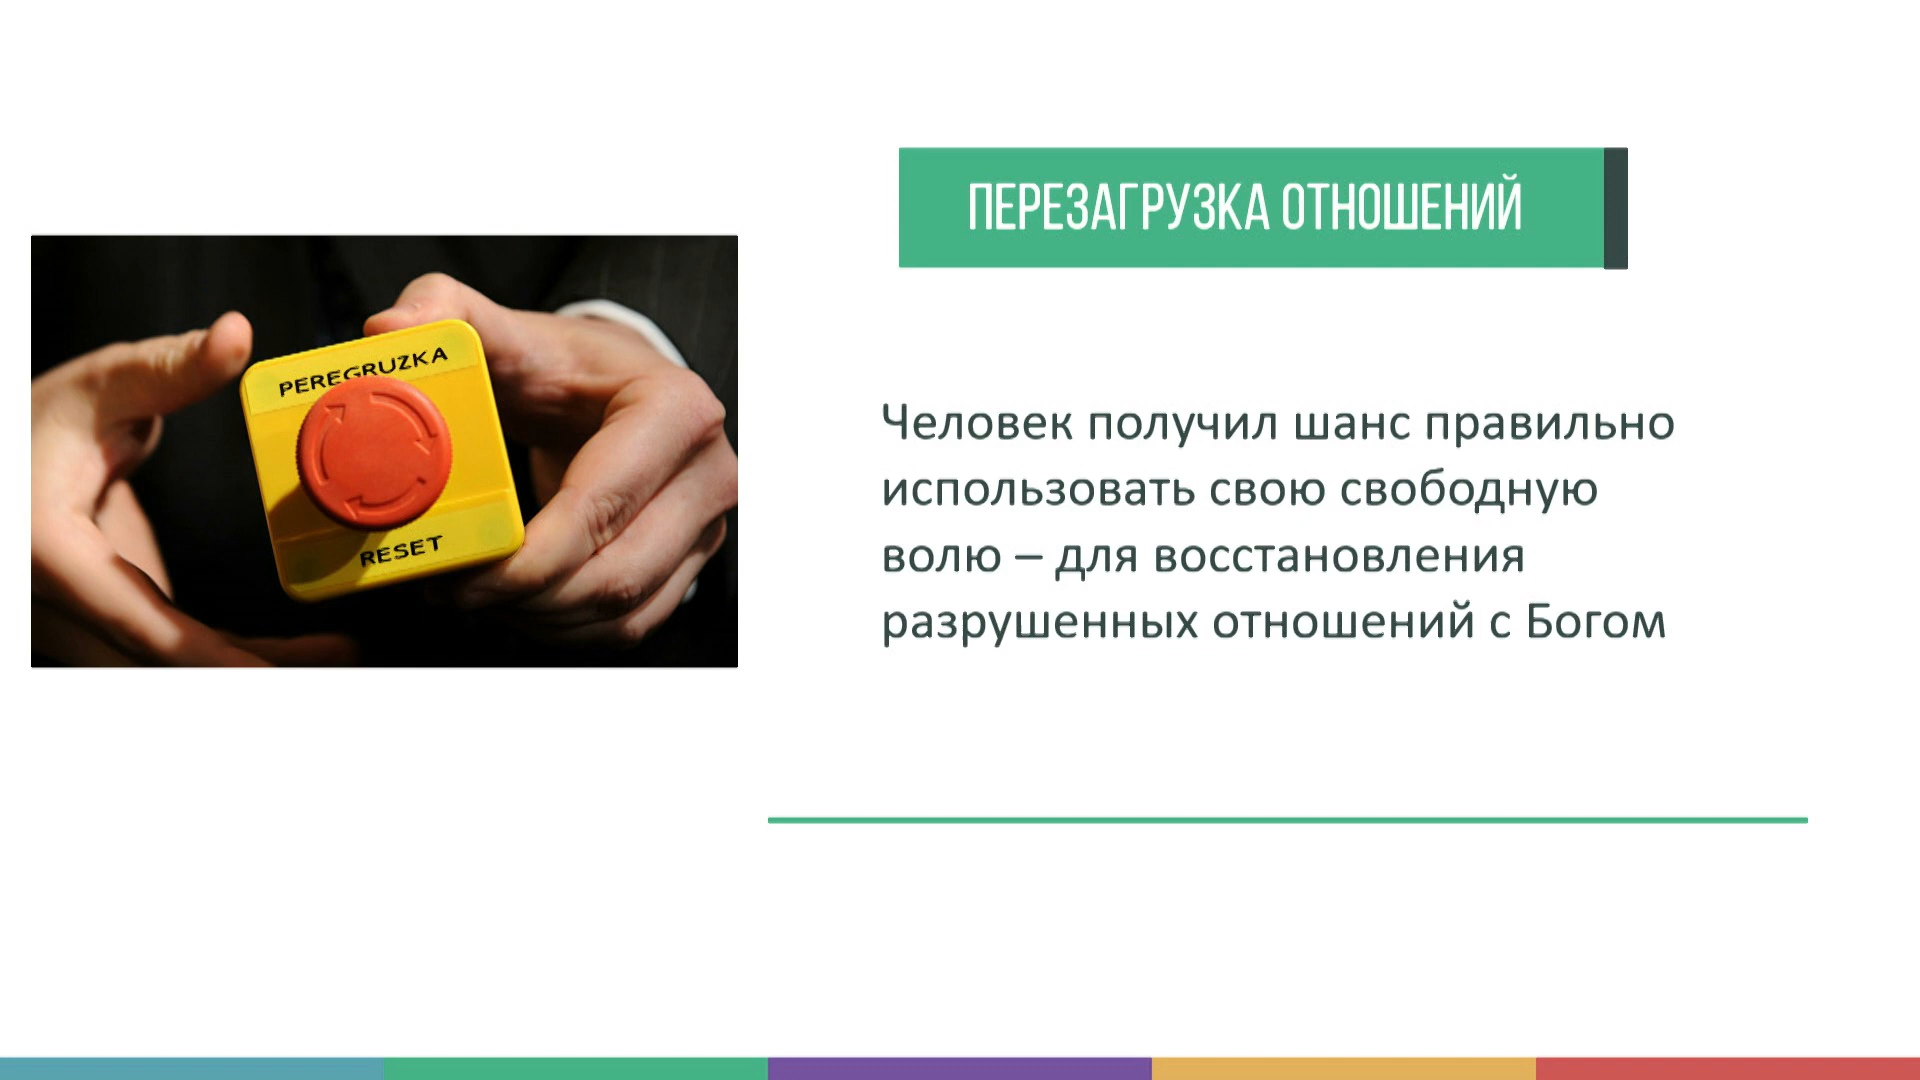 ПЕРЕЗАГРУЗКА ОТНОШЕНИЙ
PEREGRUZKA
RESET
Человек получил шанс правильно
использовать свою свободную
волю – для восстановления
разрушенных отношений с Богом